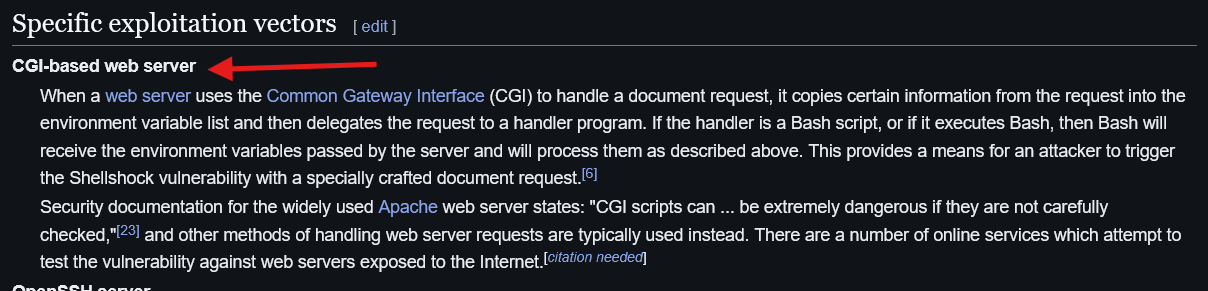 Specific exploitation vectors [ edit ]
CGI-based web server
When a web server uses the Common Gateway Interface (CGI) to handle a document request, it copies certain information from the request into the
environment variable list and then delegates the request to a handler program. If the handler is a Bash script, or if it executes Bash, then Bash will
receive the environment variables passed by the server and will process them as described above. This provides a means for an attacker to trigger
the Shellshock vulnerability with a specially crafted document request.[6]
Security documentation for the widely used Apache web server states: "CGI scripts can ... be extremely dangerous if they are not carefully
checked,"[23] and other methods of handling web server requests are typically used instead. There are a number of online services which attempt to
test the vulnerability against web servers exposed to the Internet.[citation needed]
OpenSSH server